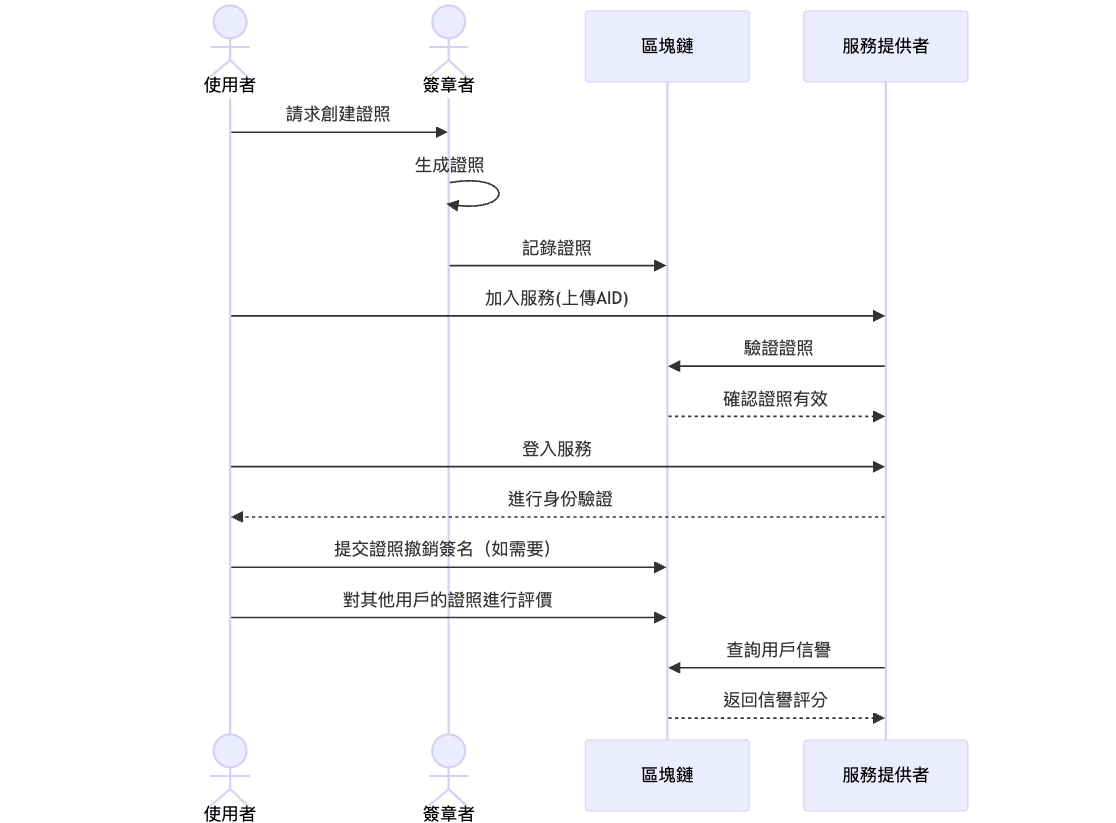 使用者
簽章者
區塊鏈
服務提供者
請求創建證照
生成證照
記錄證照
加入服務(上傳AID)
驗證證照
確認證照有效
登入服務
進行身份驗證
提交證照撤銷簽名（如需要）
對其他用戶的證照進行評價
查詢用戶信譽
返回信譽評分
使用者
簽章者
區塊鏈
服務提供者